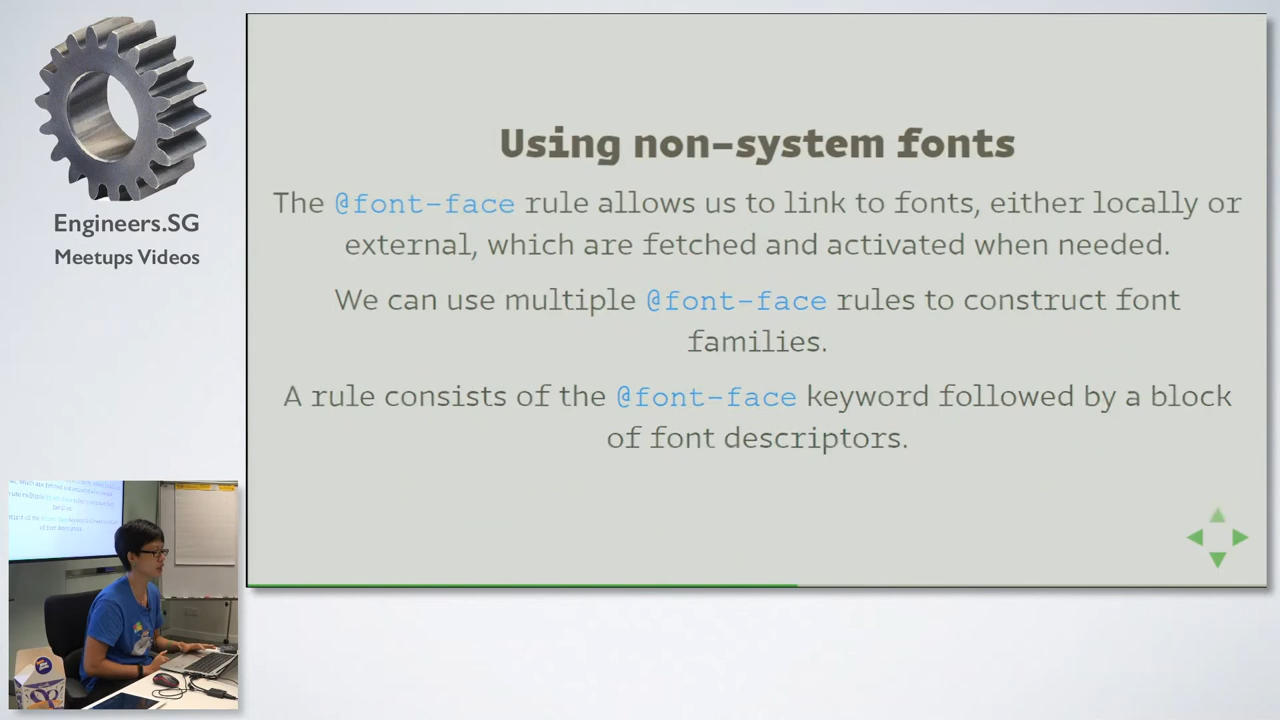 Engineers.SG
Meetups Videos
Using non-system fonts
The @font-face rule allows us to link to fonts, either locally or
external, which are fetched and activated when needed.
We can use multiple @font-face rules to construct font
families.
A rule consists of the @font-face keyword followed by a block
of font descriptors.